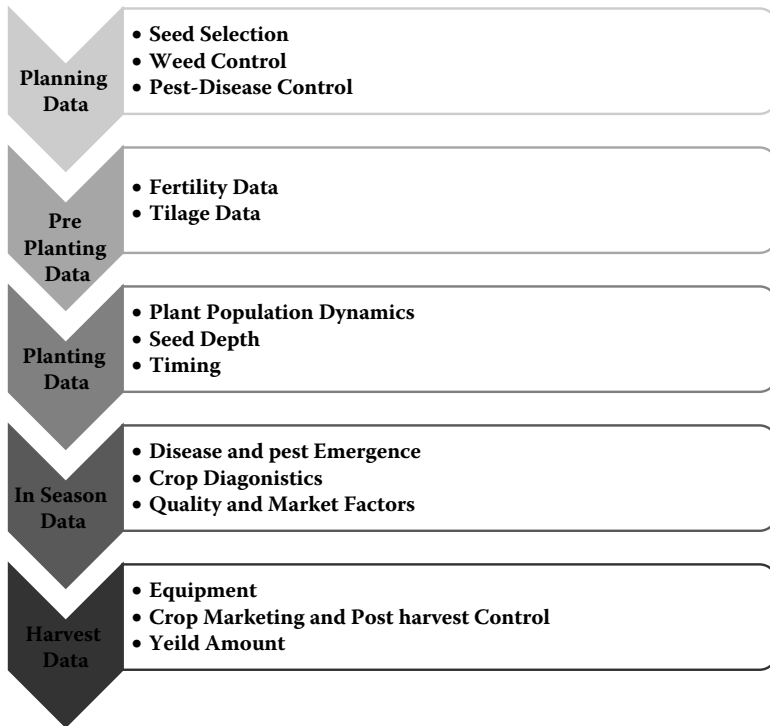 Planning
Data
• Seed Selection
• Weed Control
• Pest-Disease Control
Pre
Planting
Data
• Fertility Data
• Tilage Data
Planting
Data
• Plant Population Dynamics
• Seed Depth
• Timing
In Season
Data
• Disease and pest Emergence
• Crop Diagonistics
• Quality and Market Factors
Harvest
Data
• Equipment
• Crop Marketing and Post harvest Control
• Yeild Amount